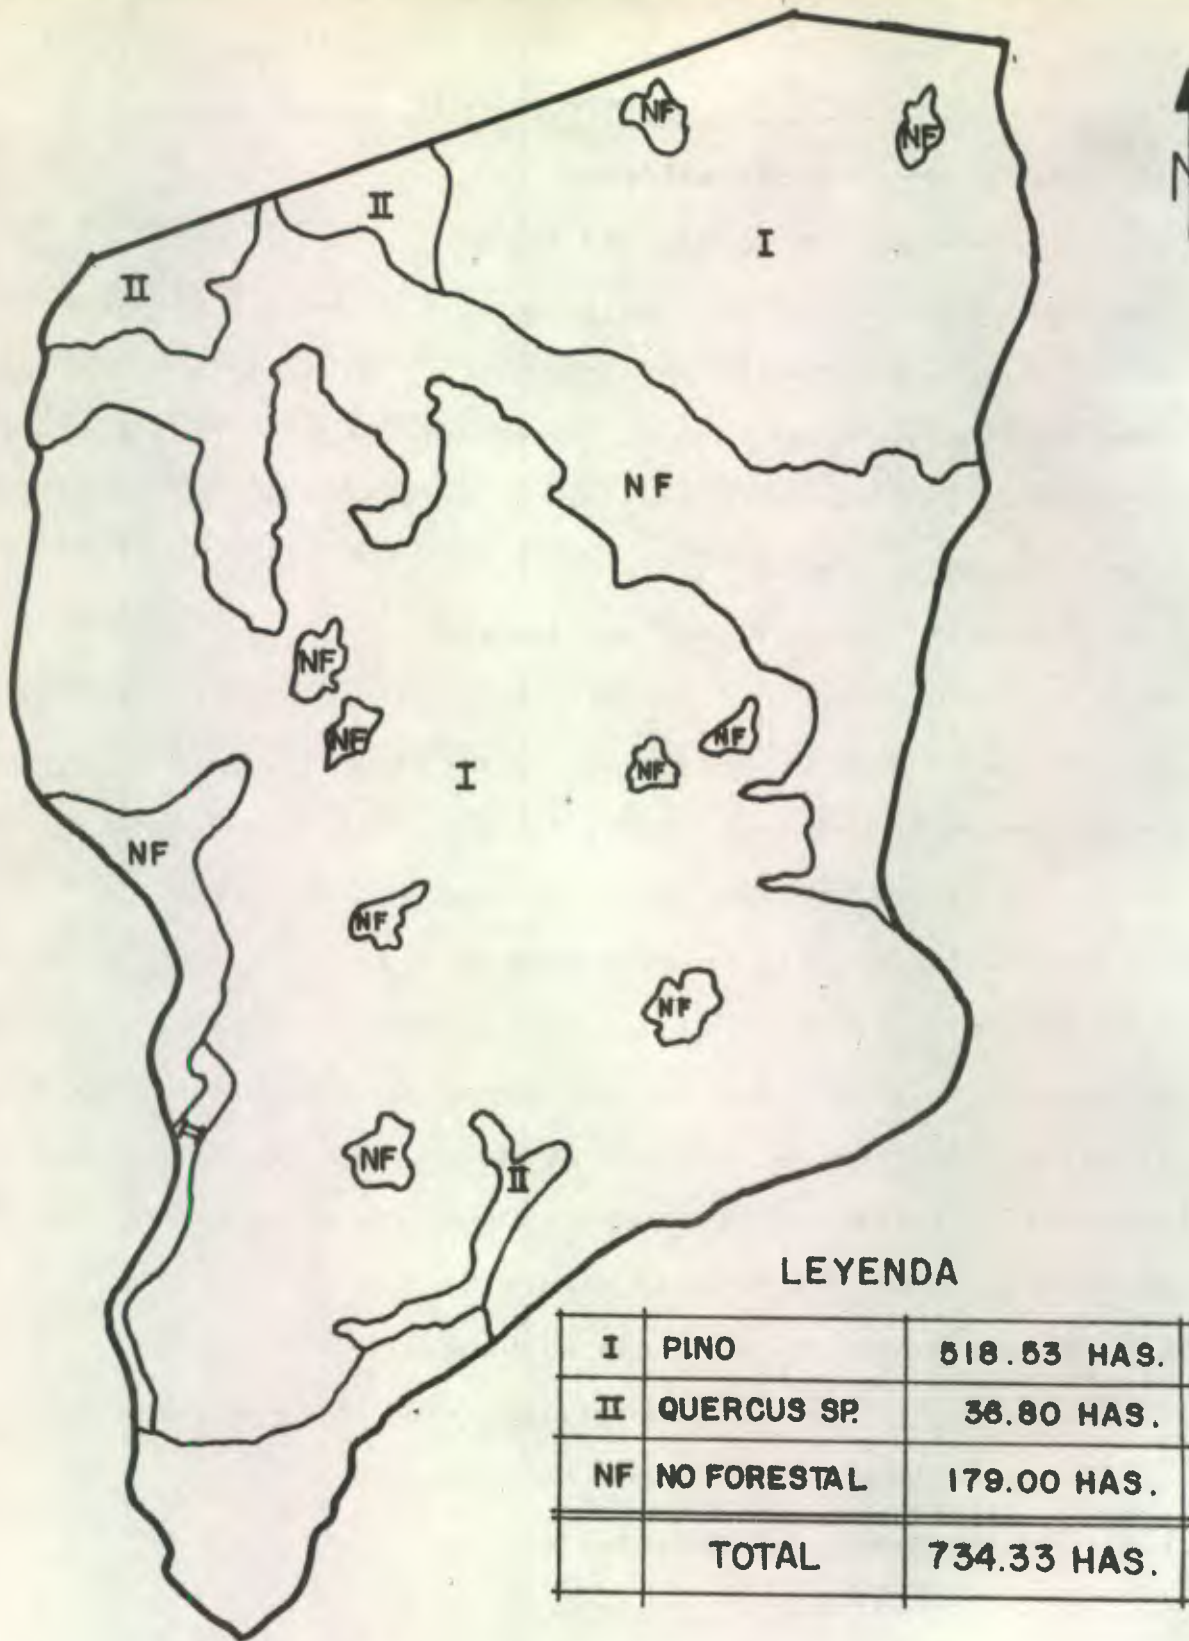 NF
NF
N
II
I
II
NF
NF
NF
NF
NF
I
NF
NF
NF
II
NF
II
LEYENDA
I PINO 518.53 HAS.
II QUERCUS SP. 36.80 HAS.
NF NO FORESTAL 179.00 HAS.
TOTAL 734.33 HAS.